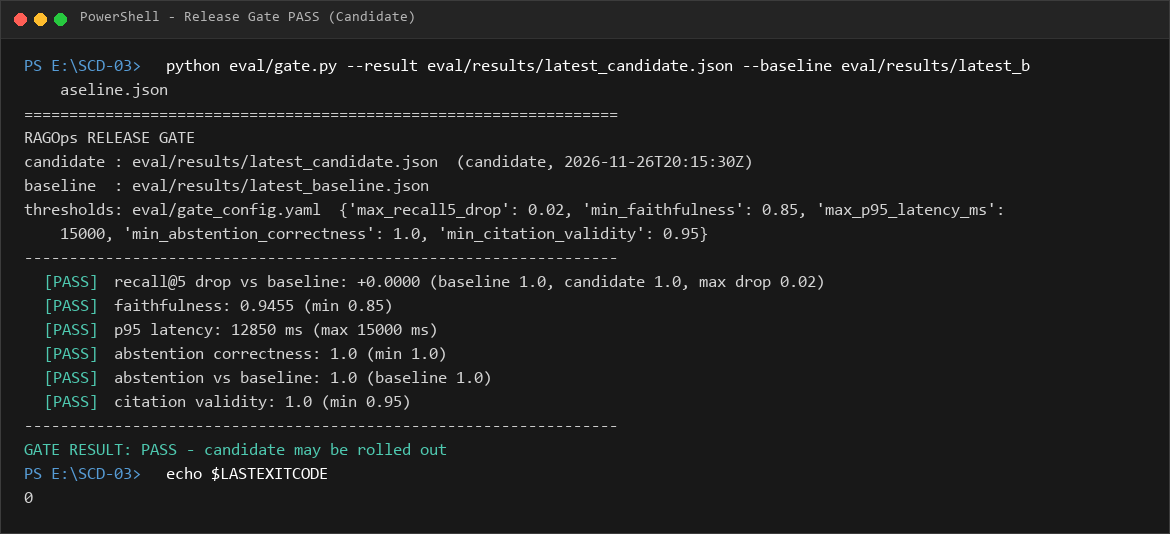 PowerShell - Release Gate PASS (Candidate)
PS E:\SCD-03> python eval/gate.py --result eval/results/latest_candidate.json --baseline eval/results/latest_b
aseline.json
==================================================================
RAGOps RELEASE GATE
candidate : eval/results/latest_candidate.json (candidate, 2026-11-26T20:15:30Z)
baseline : eval/results/latest_baseline.json
thresholds: eval/gate_config.yaml {'max_recall5_drop': 0.02, 'min_faithfulness': 0.85, 'max_p95_latency_ms':
15000, 'min_abstention_correctness': 1.0, 'min_citation_validity': 0.95}
------------------------------------------------------------------
[PASS] recall@5 drop vs baseline: +0.0000 (baseline 1.0, candidate 1.0, max drop 0.02)
[PASS] faithfulness: 0.9455 (min 0.85)
[PASS] p95 latency: 12850 ms (max 15000 ms)
[PASS] abstention correctness: 1.0 (min 1.0)
[PASS] abstention vs baseline: 1.0 (baseline 1.0)
[PASS] citation validity: 1.0 (min 0.95)
------------------------------------------------------------------
GATE RESULT: PASS - candidate may be rolled out
PS E:\SCD-03> echo $LASTEXITCODE
0